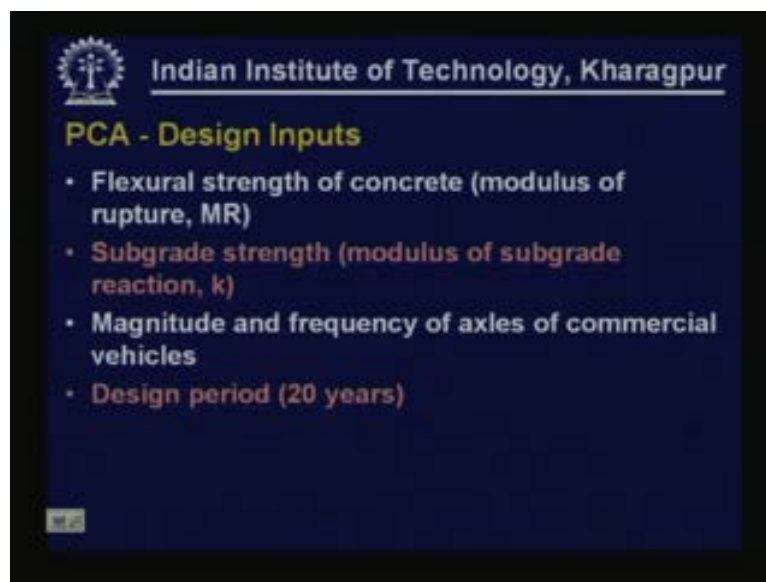 Indian Institute of Technology, Kharagpur
PCA - Design Inputs
• Flexural strength of concrete (modulus of
rupture, MR)
• Subgrade strength (modulus of subgrade
reaction, k)
• Magnitude and frequency of axles of commercial
vehicles
• Design period (20 years)